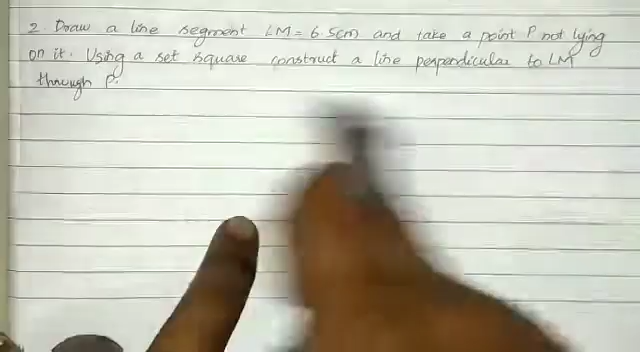 2. Draw a line segment LM = 6.5cm and take a point P not lying
on it. Using a set square construct a line perpendicular to LM
through P.